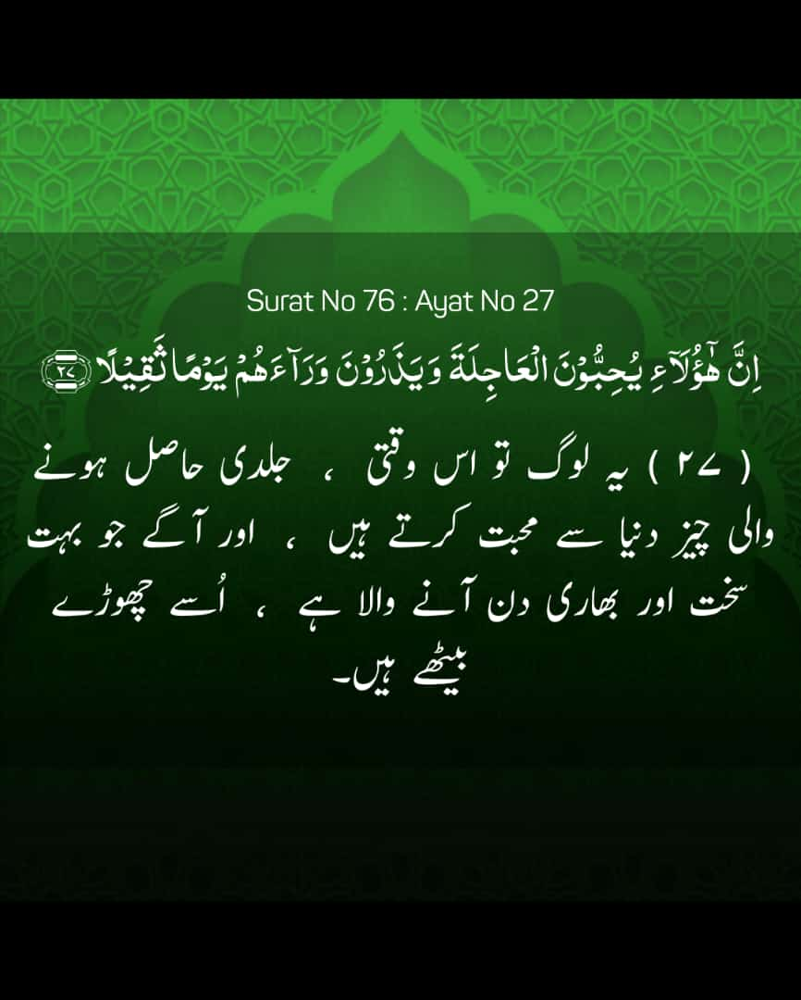 Surat No 76 : Ayat No 27
اِنَّ هٰٓؤُلَآءِ يُحِبُّوْنَ الْعَاجِلَةَ وَيَذَرُوْنَ وَرَآءَهُمْ يَوْمًا ثَقِيْلًا ﴿۲۷﴾
( ۲۷ ) یہ لوگ تو اس وقتی ، جلدی حاصل ہونے
والی چیز دنیا سے محبت کرتے ہیں ، اور آگے جو بہت
سخت اور بھاری دن آنے والا ہے ، اُسے چھوڑے
بیٹھے ہیں۔